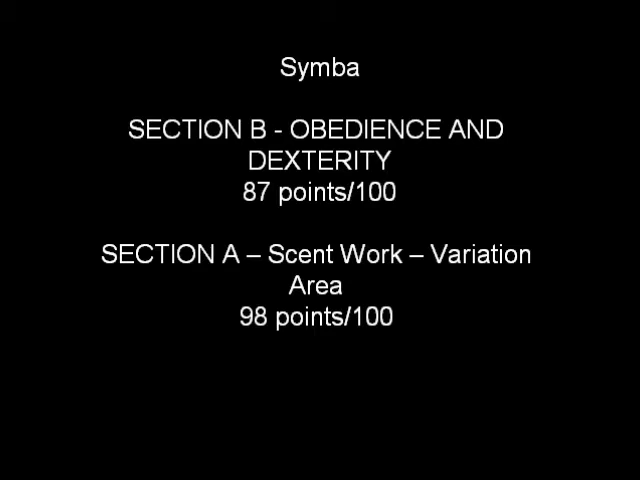 Symba
SECTION B - OBEDIENCE AND
DEXTERITY
87 points/100
SECTION A – Scent Work – Variation
Area
98 points/100